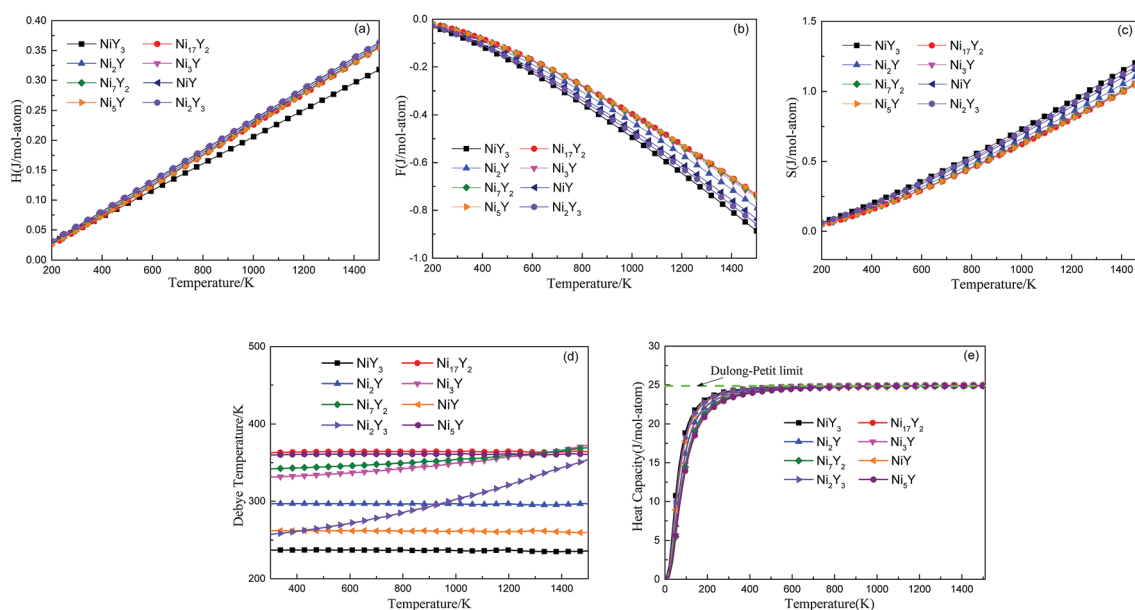 (a)
NiY3 Ni17Y2
Ni2Y Ni3Y
Ni7Y2 NiY
Ni5Y Ni2Y3
H(J/mol-atom)
0.40
0.35
0.30
0.25
0.20
0.15
0.10
0.05
0.00
200 400 600 800 1000 1200 1400
Temperature/K
(b)
NiY3 Ni17Y2
Ni2Y Ni3Y
Ni7Y2 NiY
Ni5Y Ni2Y3
F(J/mol-atom)
0.0
-0.2
-0.4
-0.6
-0.8
-1.0
200 400 600 800 1000 1200 1400
Temperature/K
(c)
NiY3 Ni17Y2
Ni2Y Ni3Y
Ni7Y2 NiY
Ni5Y Ni2Y3
S(J/mol-atom)
1.5
1.0
0.5
0.0
200 400 600 800 1000 1200 1400
Temperature/K
(d)
NiY3 Ni17Y2
Ni2Y Ni3Y
Ni7Y2 NiY
Ni2Y3 Ni5Y
Debye Temperature/K
500
400
300
200
400 600 800 1000 1200 1400
Temperature/K
(e)
Dulong-Petit limit
NiY3 Ni17Y2
Ni2Y Ni3Y
Ni7Y2 NiY
Ni2Y3 Ni5Y
Heat Capacity(J/mol-atom)
30
25
20
15
10
5
0
0 200 400 600 800 1000 1200 1400
Temperature(K)